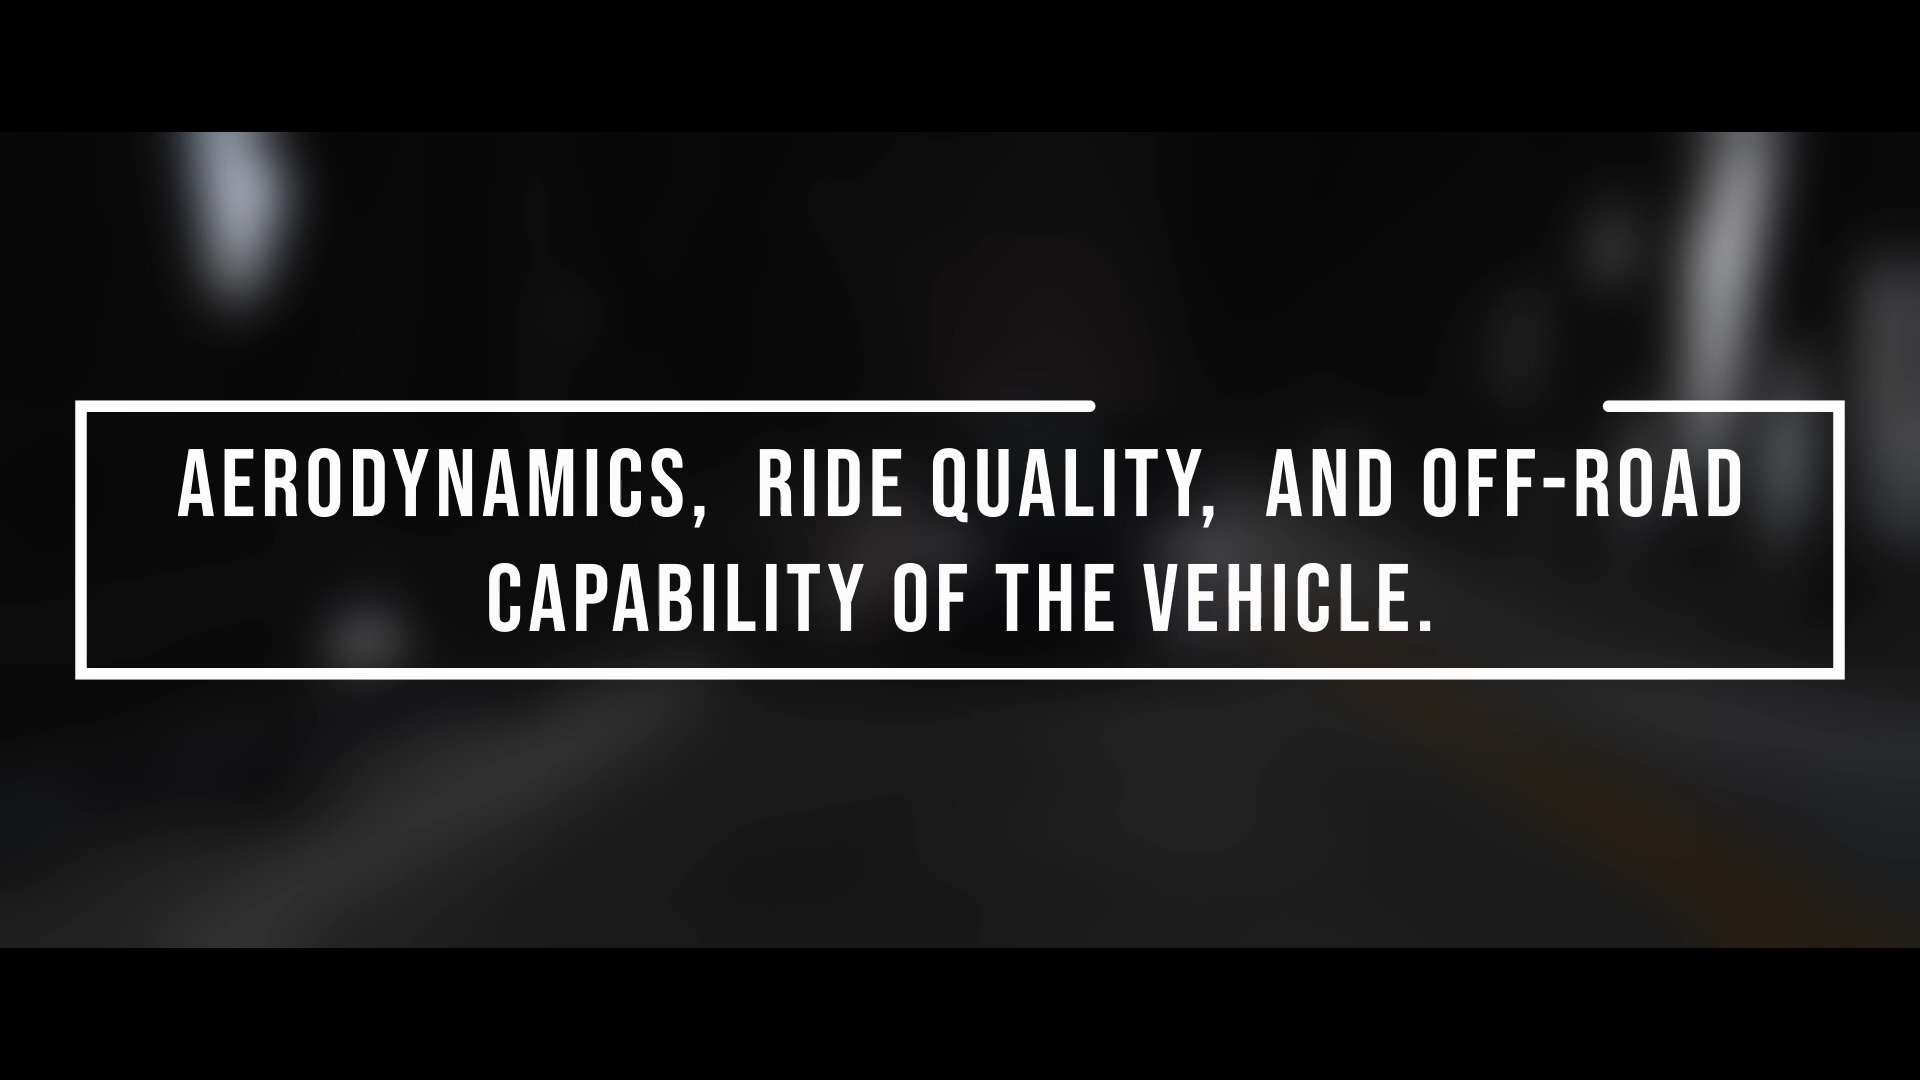 AERODYNAMICS, RIDE QUALITY, AND OFF-ROAD
CAPABILITY OF THE VEHICLE.